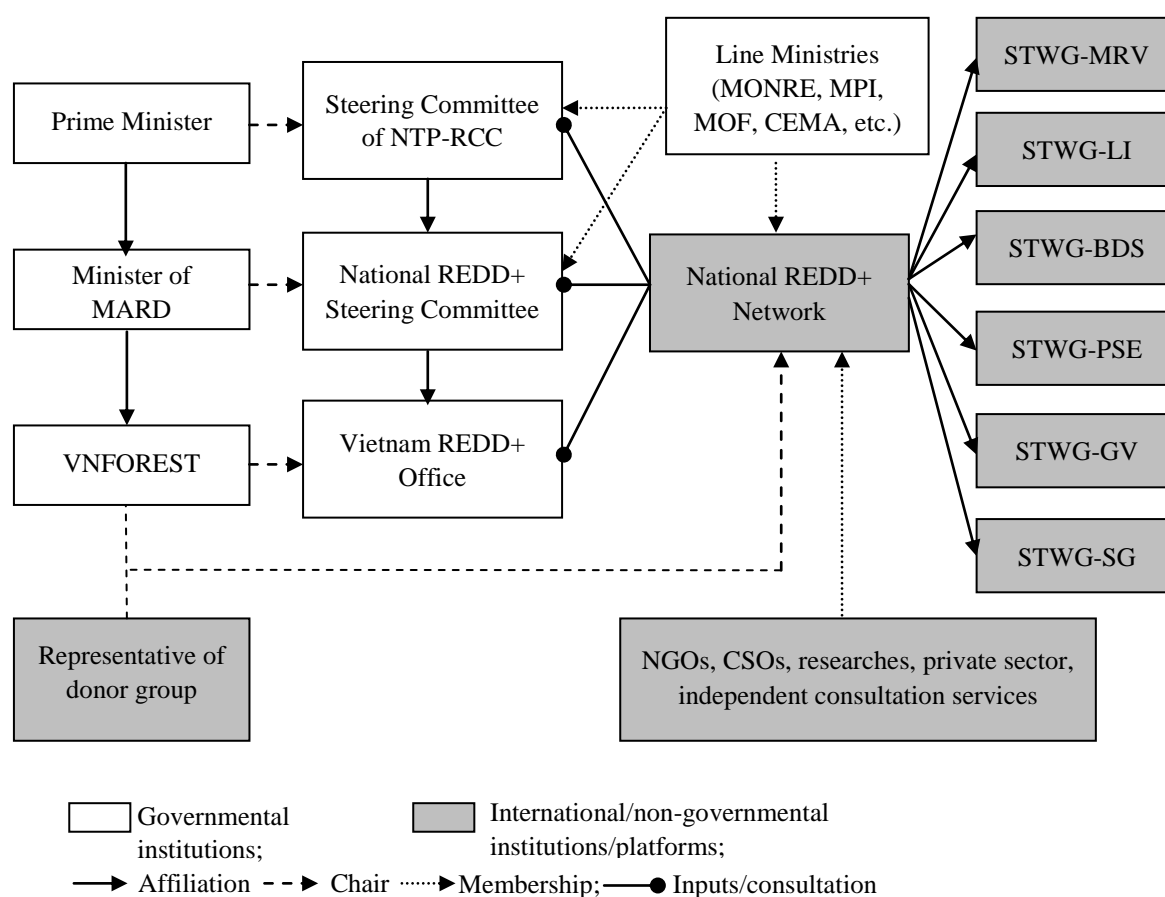 Prime Minister
Steering Committee
of NTP-RCC
Line Ministries
(MONRE, MPI,
MOF, CEMA, etc.)
STWG-MRV
STWG-LI
STWG-BDS
Minister of
MARD
National REDD+
Steering Committee
National REDD+
Network
STWG-PSE
VNFOREST
Vietnam REDD+
Office
STWG-GV
STWG-SG
Representative of
donor group
NGOs, CSOs, researches, private sector,
independent consultation services
Governmental
institutions;
International/non-governmental
institutions/platforms;
Affiliation
Chair
Membership;
Inputs/consultation